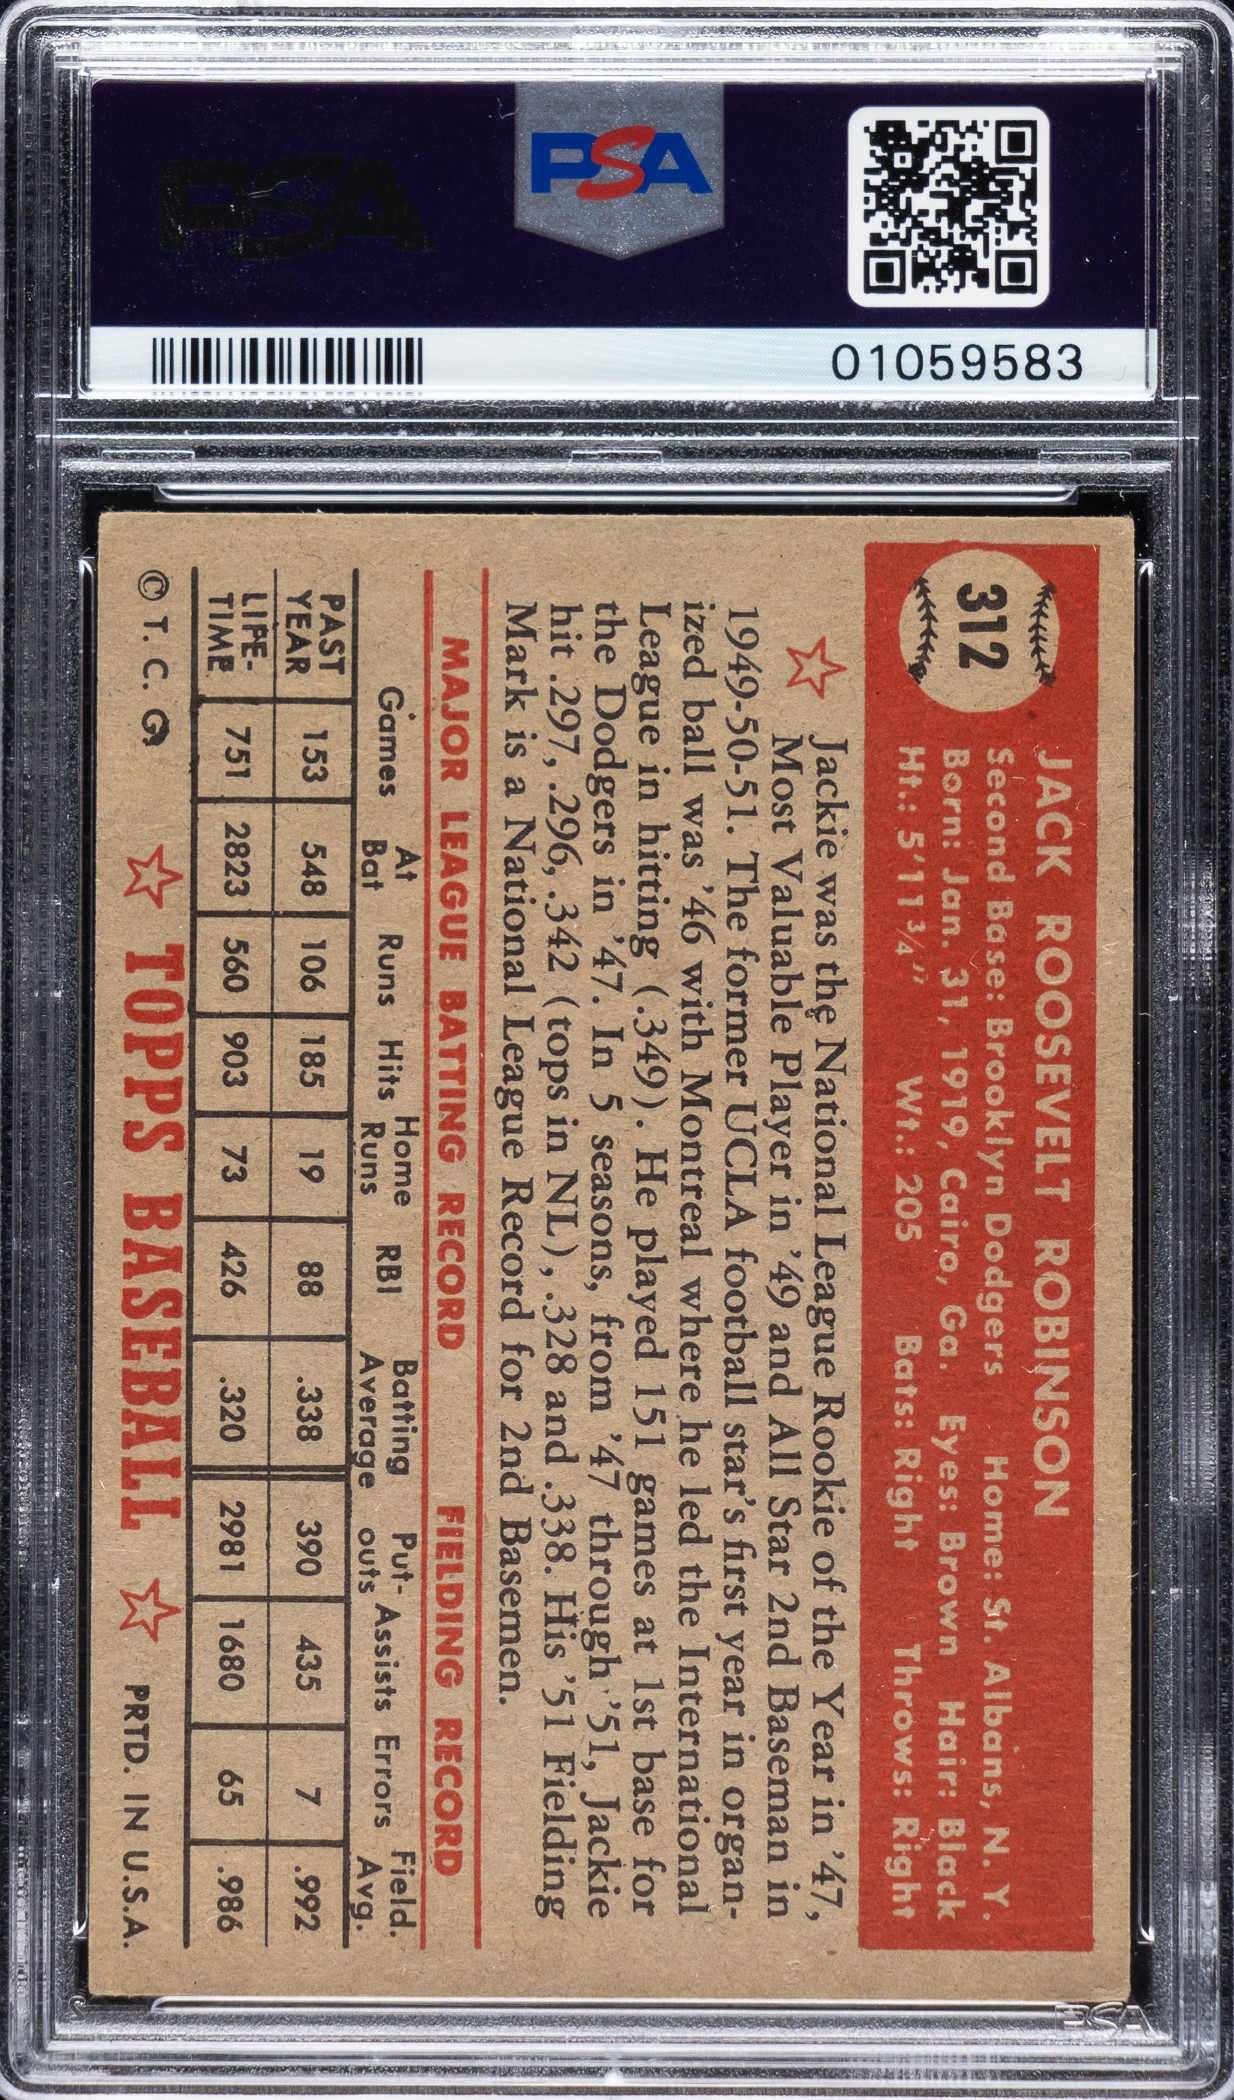 PSA
PSA
01059583
312
JACK ROOSEVELT ROBINSON
Second Base: Brooklyn Dodgers Home: St. Albans, N. Y.
Born: Jan. 31, 1919, Cairo, Ga. Eyes: Brown Hair: Black
Ht.: 5'11¾" Wt.: 205 Bats: Right Throws: Right
Jackie was the National League Rookie of the Year in '47,
Most Valuable Player in '49 and All Star 2nd Baseman in
1949-50-51. The former UCLA football star's first year in organ-
ized ball was '46 with Montreal where he led the International
League in hitting (.349). He played 151 games at 1st base for
the Dodgers in '47. In 5 seasons, from '47 through '51, Jackie
hit .297, .296, .342 (tops in NL), .328 and .338. His '51 Fielding
Mark is a National League Record for 2nd Basemen.
MAJOR LEAGUE BATTING RECORD FIELDING RECORD
Games At Bat Runs Hits Home Runs RBI Batting Average Put-outs Assists Errors Field. Avg.
PAST YEAR 153 548 106 185 19 88 .338 390 435 7 .992
LIFE-TIME 751 2823 560 903 73 426 .320 2981 1680 65 .986
© T. C. G. TOPPS BASEBALL PRTD. IN U.S.A.
PSA